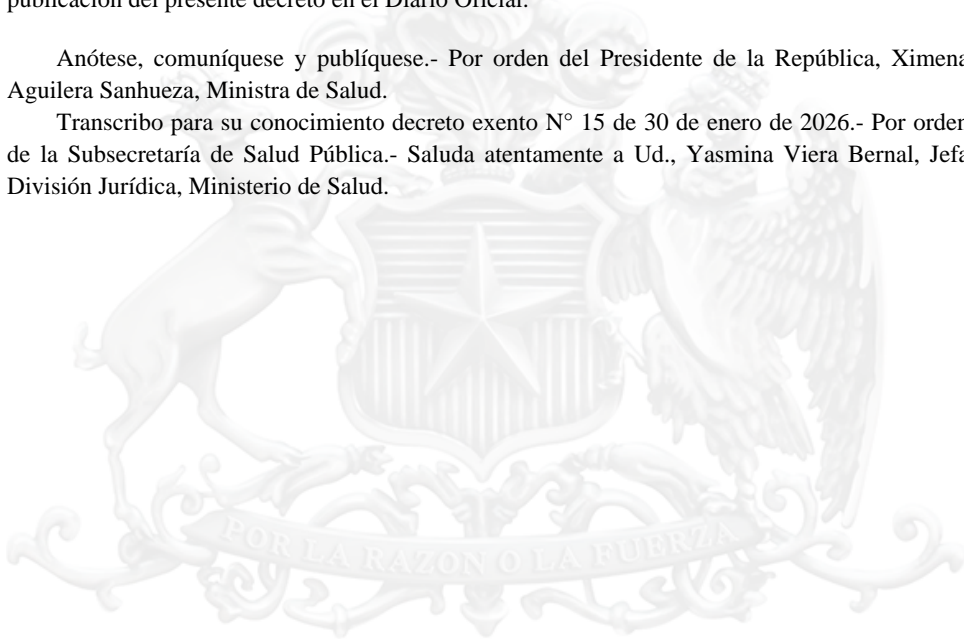 publicación del presente decreto en el Diario Oficial.
Anótese, comuníquese y publíquese.- Por orden del Presidente de la República, Ximena
Aguilera Sanhueza, Ministra de Salud.
Transcribo para su conocimiento decreto exento N° 15 de 30 de enero de 2026.- Por orden
de la Subsecretaría de Salud Pública.- Saluda atentamente a Ud., Yasmina Viera Bernal, Jefa
División Jurídica, Ministerio de Salud.
POR LA RAZON O LA FUERZA